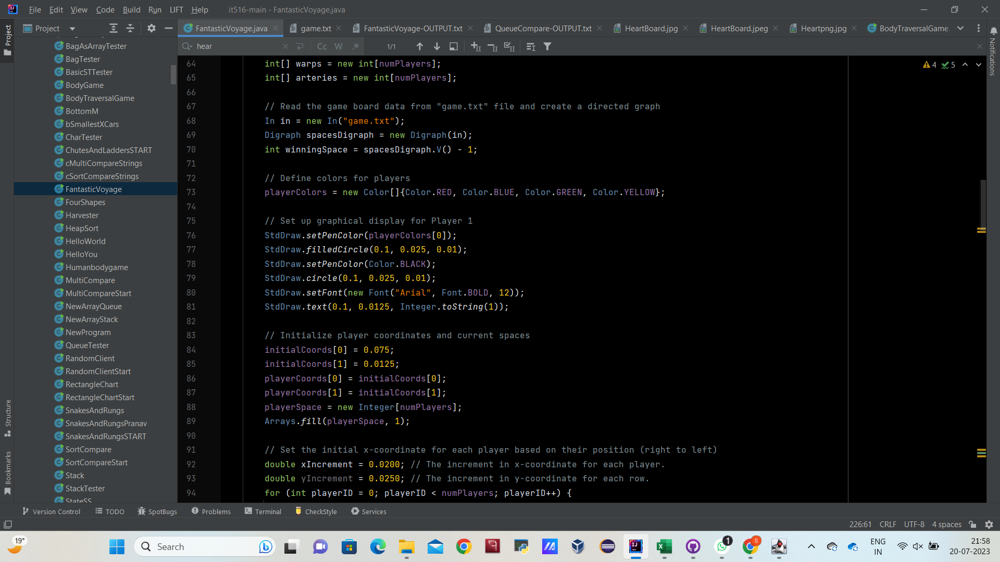 File Edit View Code Build Run LIFT Help it516-main - FantasticVoyage.java
Project
FantasticVoyage.java game.txt FantasticVoyage-OUTPUT.txt QueueCompare-OUTPUT.txt HeartBoard.jpg HeartBoard.jpeg Heartpng.jpg BodyTraversalGame.
hear Cc W .* 1/1
Project
Structure
Bookmarks
Notifications
4 5
BagAsArrayTester
BagTester
BasicSTTester
BodyGame
BodyTraversalGame
BottomM
bSmallestXCars
CharTester
ChutesAndLaddersSTART
cMultiCompareStrings
cSortCompareStrings
FantasticVoyage
FourShapes
Harvester
HeapSort
HelloWorld
HelloYou
Humanbodygame
MultiCompare
MultiCompareStart
NewArrayQueue
NewArrayStack
NewProgram
QueueTester
RandomClient
RandomClientStart
RectangleChart
RectangleChartStart
SnakesAndRungs
SnakesAndRungsPranav
SnakesAndRungsSTART
SortCompare
SortCompareStart
Stack
StackTester
StateSS
64 int[] warps = new int[numPlayers];
65 int[] arteries = new int[numPlayers];
66
67 // Read the game board data from "game.txt" file and create a directed graph
68 In in = new In("game.txt");
69 Digraph spacesDigraph = new Digraph(in);
70 int winningSpace = spacesDigraph.V() - 1;
71
72 // Define colors for players
73 playerColors = new Color[]{Color.RED, Color.BLUE, Color.GREEN, Color.YELLOW};
74
75 // Set up graphical display for Player 1
76 StdDraw.setPenColor(playerColors[0]);
77 StdDraw.filledCircle(0.1, 0.025, 0.01);
78 StdDraw.setPenColor(Color.BLACK);
79 StdDraw.circle(0.1, 0.025, 0.01);
80 StdDraw.setFont(new Font("Arial", Font.BOLD, 12));
81 StdDraw.text(0.1, 0.0125, Integer.toString(1));
82
83 // Initialize player coordinates and current spaces
84 initialCoords[0] = 0.075;
85 initialCoords[1] = 0.0125;
86 playerCoords[0] = initialCoords[0];
87 playerCoords[1] = initialCoords[1];
88 playerSpace = new Integer[numPlayers];
89 Arrays.fill(playerSpace, 1);
90
91 // Set the initial x-coordinate for each player based on their position (right to left)
92 double xIncrement = 0.0200; // The increment in x-coordinate for each player.
93 double yIncrement = 0.0250; // The increment in y-coordinate for each row.
94 for (int playerID = 0; playerID < numPlayers; playerID++) {
Version Control TODO SpotBugs Problems Terminal CheckStyle Services
226:61 CRLF UTF-8 4 spaces
19° Search 1 S ENG IN 21:58 20-07-2023